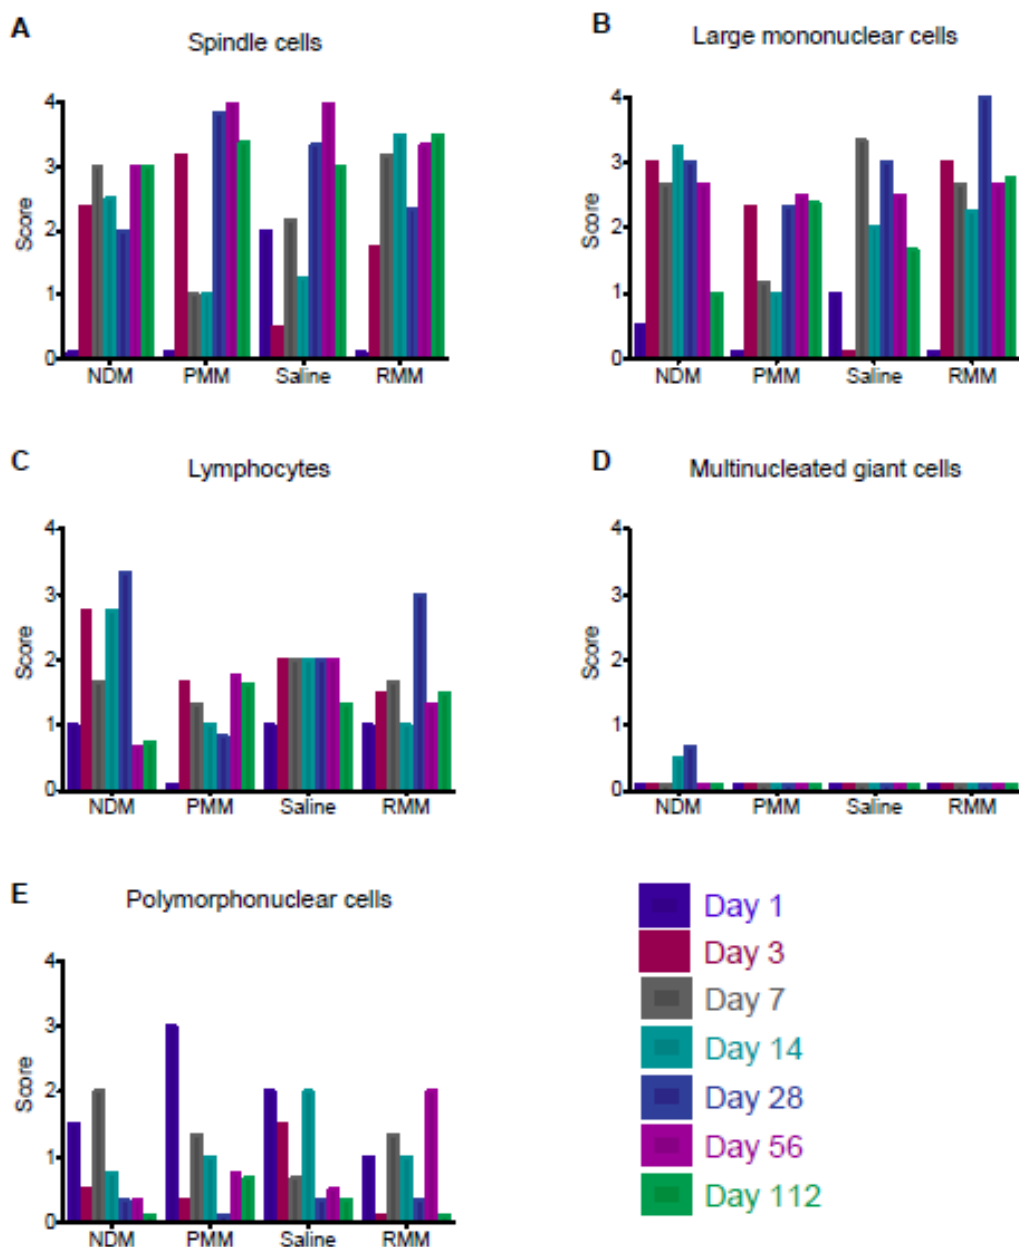 A
Spindle cells
4
3
2
1
0
Score
NDM PMM Saline RMM
B
Large mononuclear cells
4
3
2
1
0
Score
NDM PMM Saline RMM
C
Lymphocytes
4
3
2
1
0
Score
NDM PMM Saline RMM
D
Multinucleated giant cells
4
3
2
1
0
Score
NDM PMM Saline RMM
E
Polymorphonuclear cells
4
3
2
1
0
Score
NDM PMM Saline RMM
Day 1
Day 3
Day 7
Day 14
Day 28
Day 56
Day 112